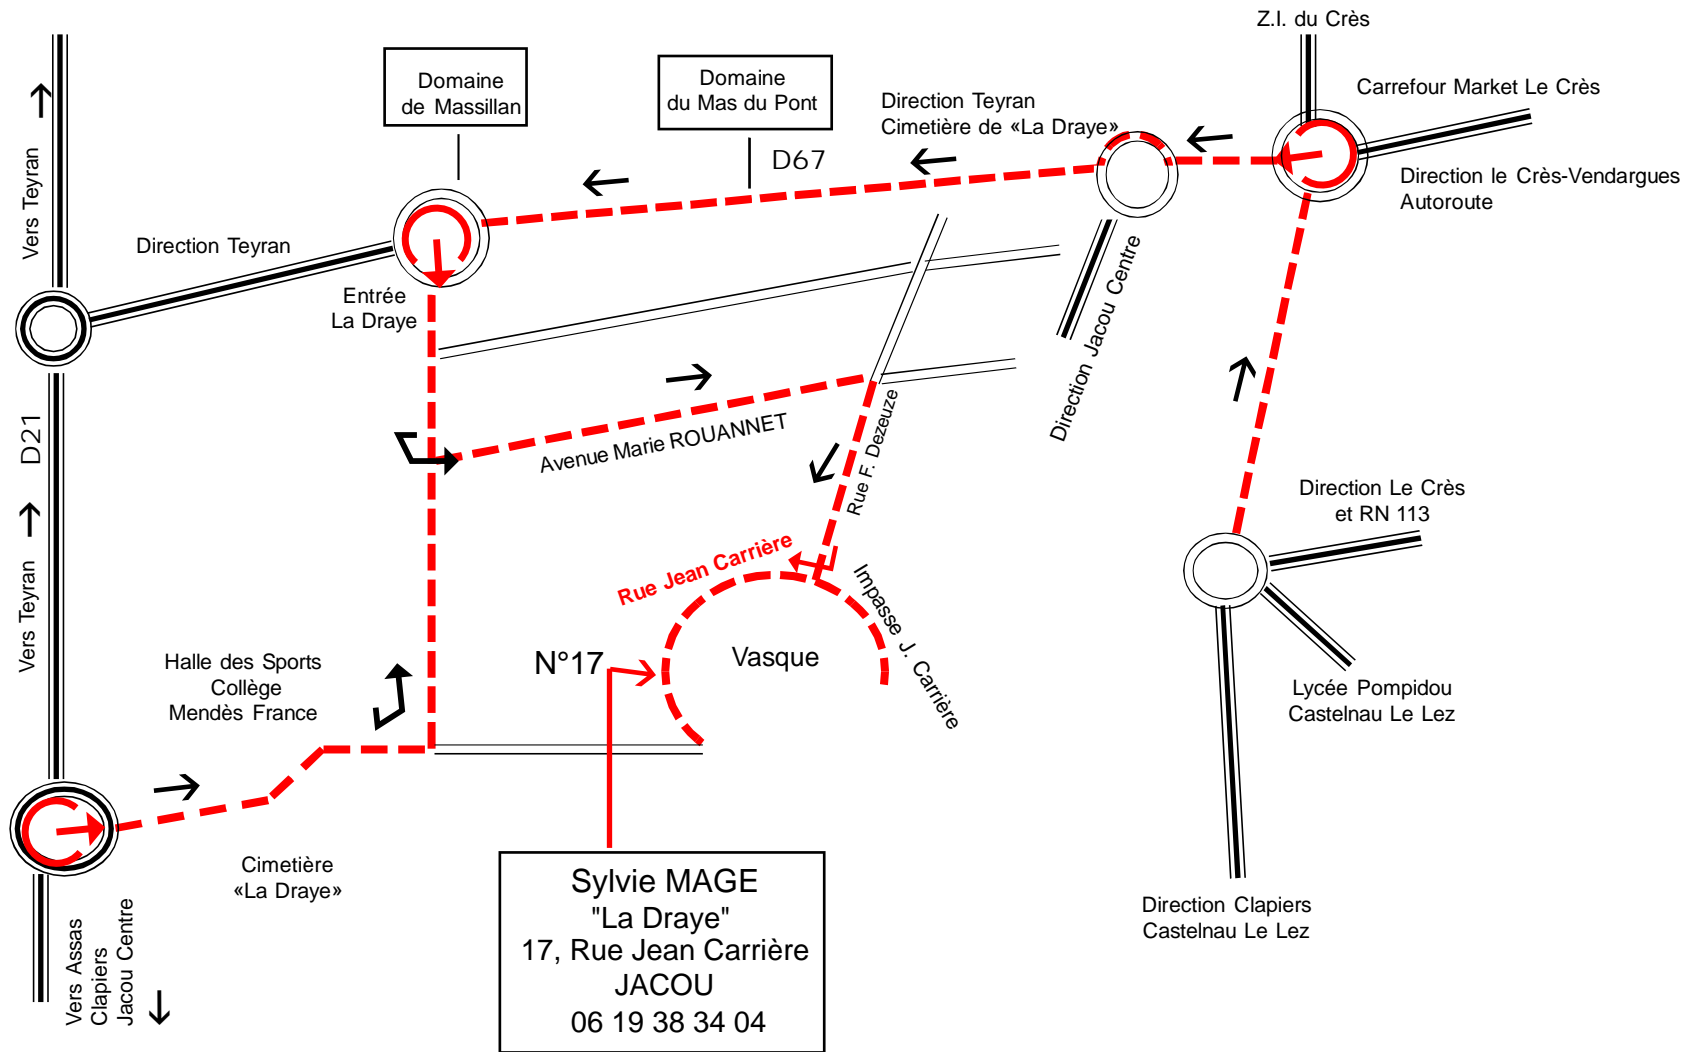 Z.I. du Crès
Carrefour Market Le Crès
Direction le Crès-Vendargues
Autoroute
Direction Teyran
Cimetière de «La Draye»
Domaine
du Mas du Pont
D67
Domaine
de Massillan
Vers Teyran
Direction Teyran
Entrée
La Draye
Direction Jacou Centre
D21
Vers Teyran
Avenue Marie ROUANNET
Rue F. Dezeuze
Direction Le Crès
et RN 113
Rue Jean Carrière
Impasse J. Carrière
Vasque
N°17
Halle des Sports
Collège
Mendès France
Lycée Pompidou
Castelnau Le Lez
Cimetière
«La Draye»
Direction Clapiers
Castelnau Le Lez
Vers Assas
Clapiers
Jacou Centre
Sylvie MAGE
"La Draye"
17, Rue Jean Carrière
JACOU
06 19 38 34 04